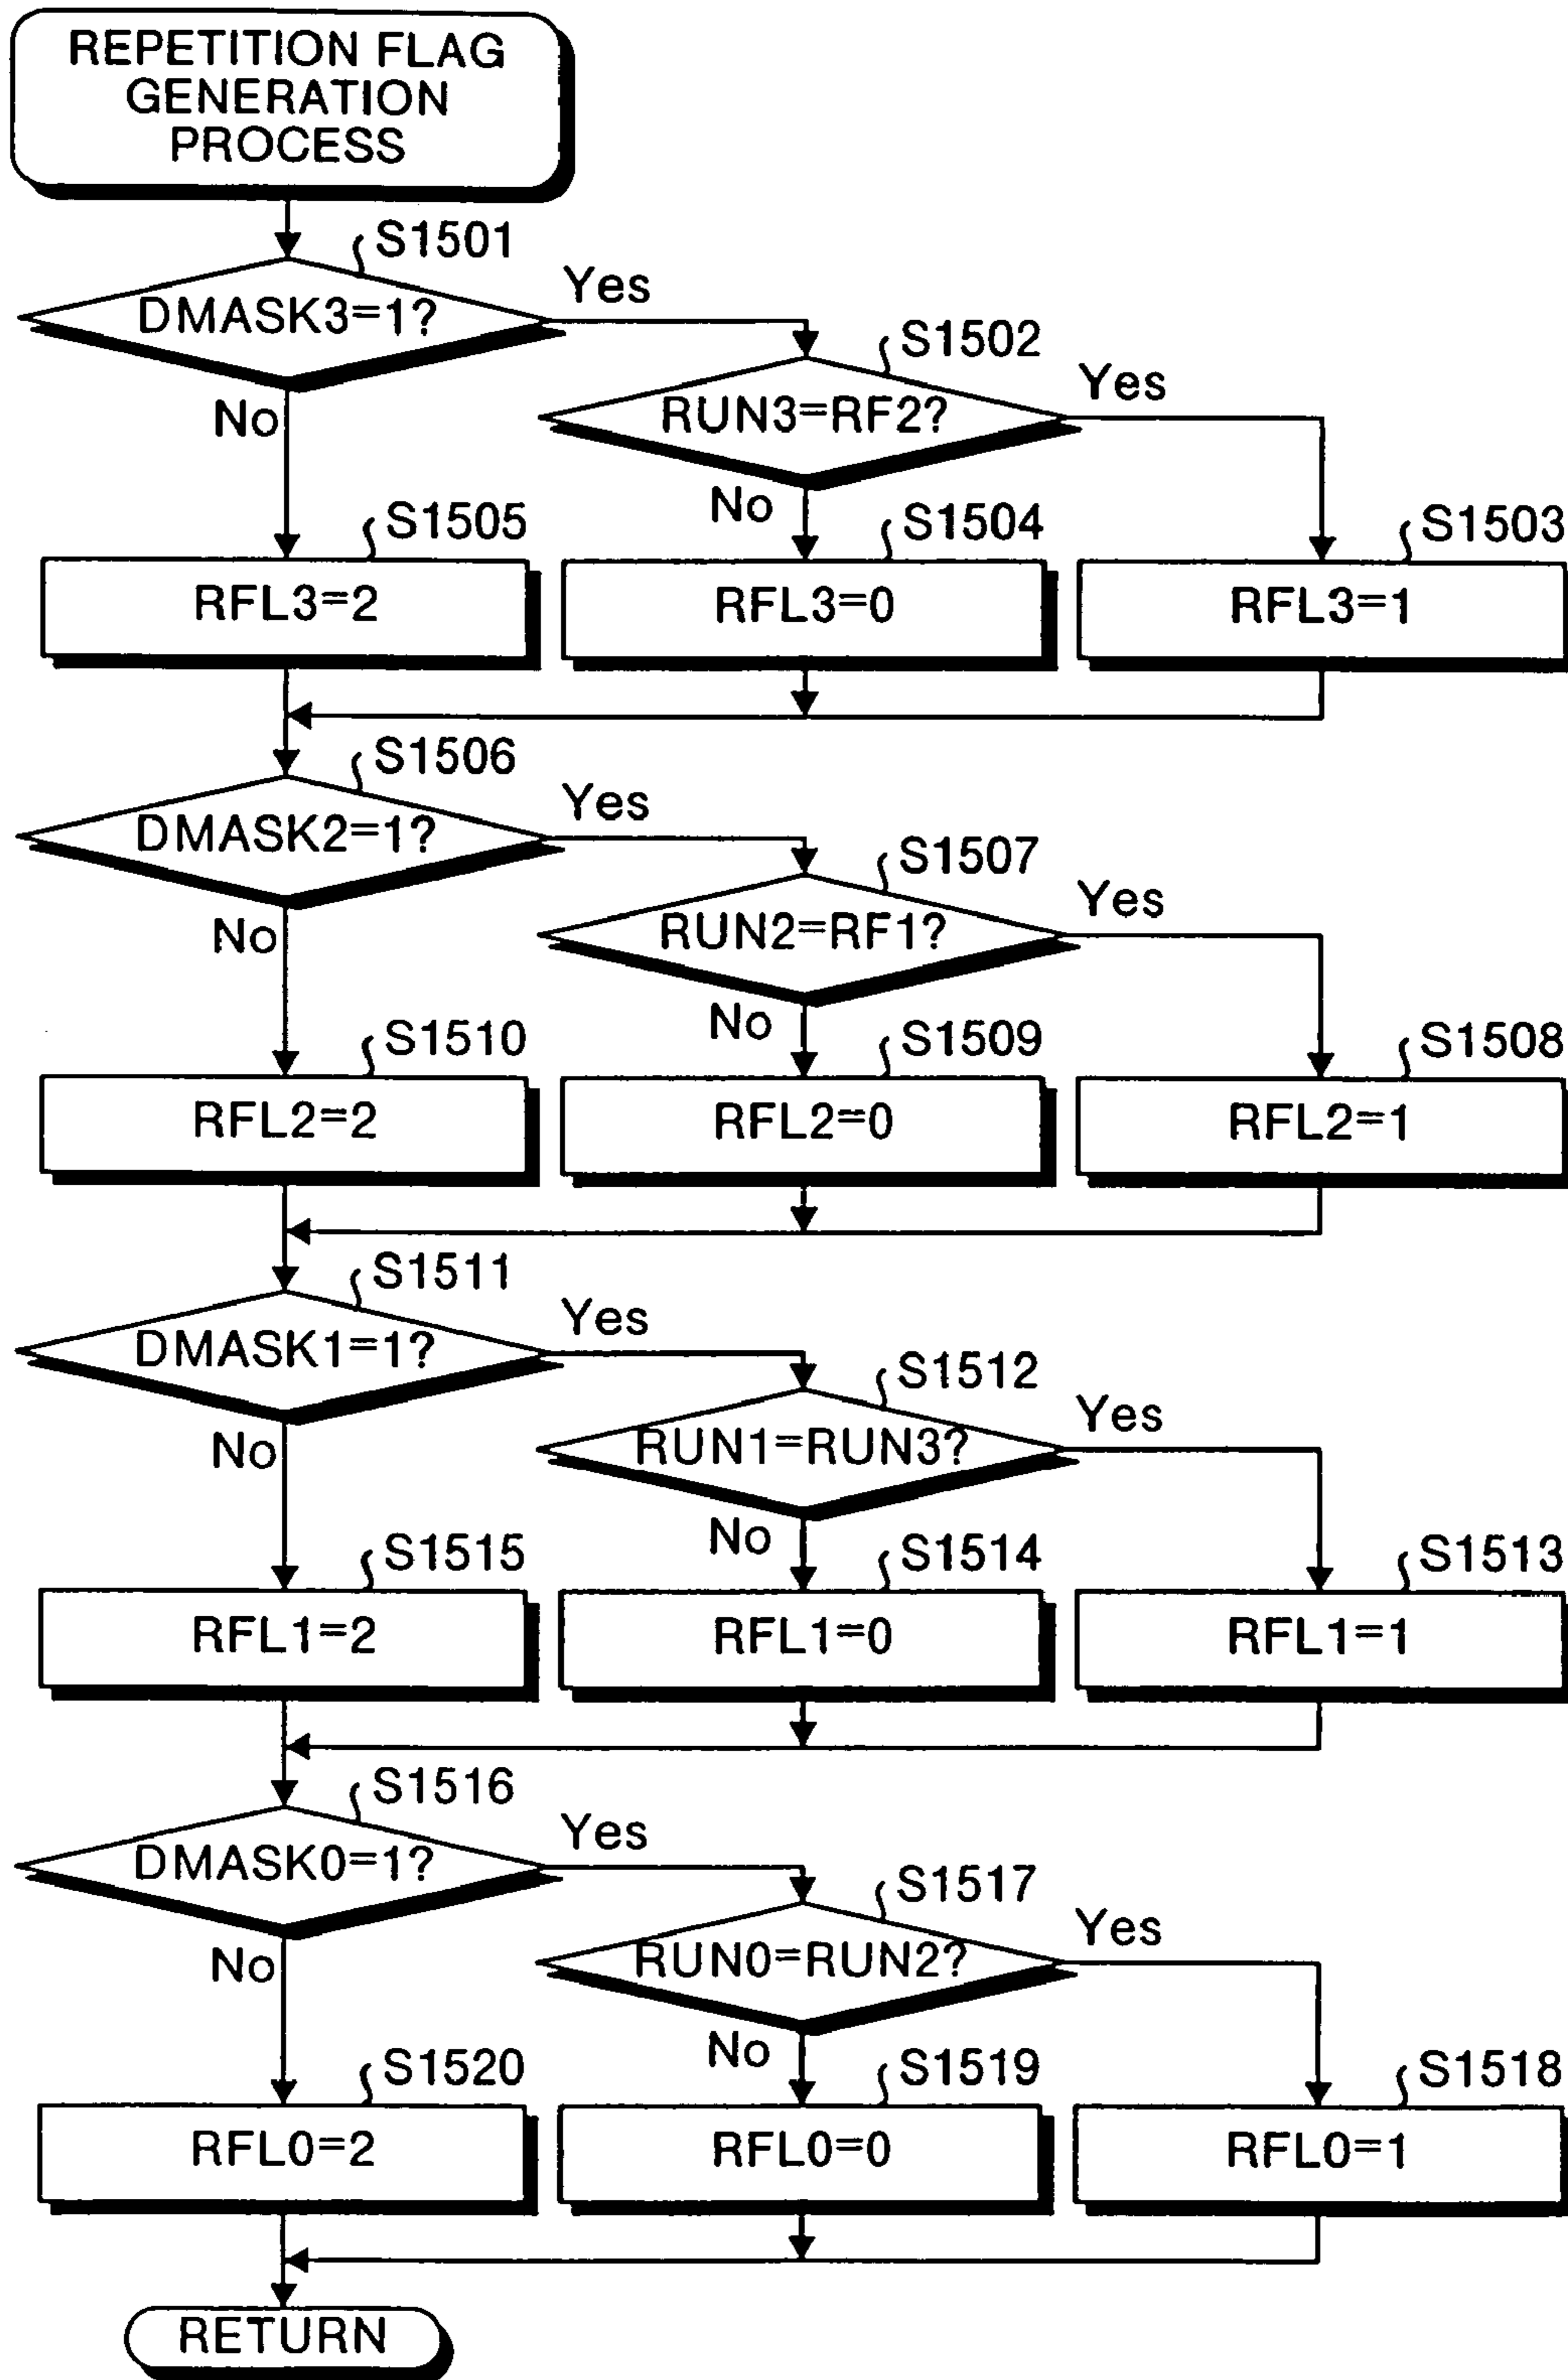 REPETITION FLAG
GENERATION
PROCESS
S1501
DMASK3=1?
Yes
S1502
RUN3=RF2?
Yes
No
No
S1505
S1504
S1503
RFL3=2
RFL3=0
RFL3=1
S1506
DMASK2=1?
Yes
S1507
RUN2=RF1?
Yes
No
No
S1510
S1509
S1508
RFL2=2
RFL2=0
RFL2=1
S1511
DMASK1=1?
Yes
S1512
RUN1=RUN3?
Yes
No
No
S1515
S1514
S1513
RFL1=2
RFL1=0
RFL1=1
S1516
DMASK0=1?
Yes
S1517
RUN0=RUN2?
Yes
No
No
S1520
S1519
S1518
RFL0=2
RFL0=0
RFL0=1
RETURN